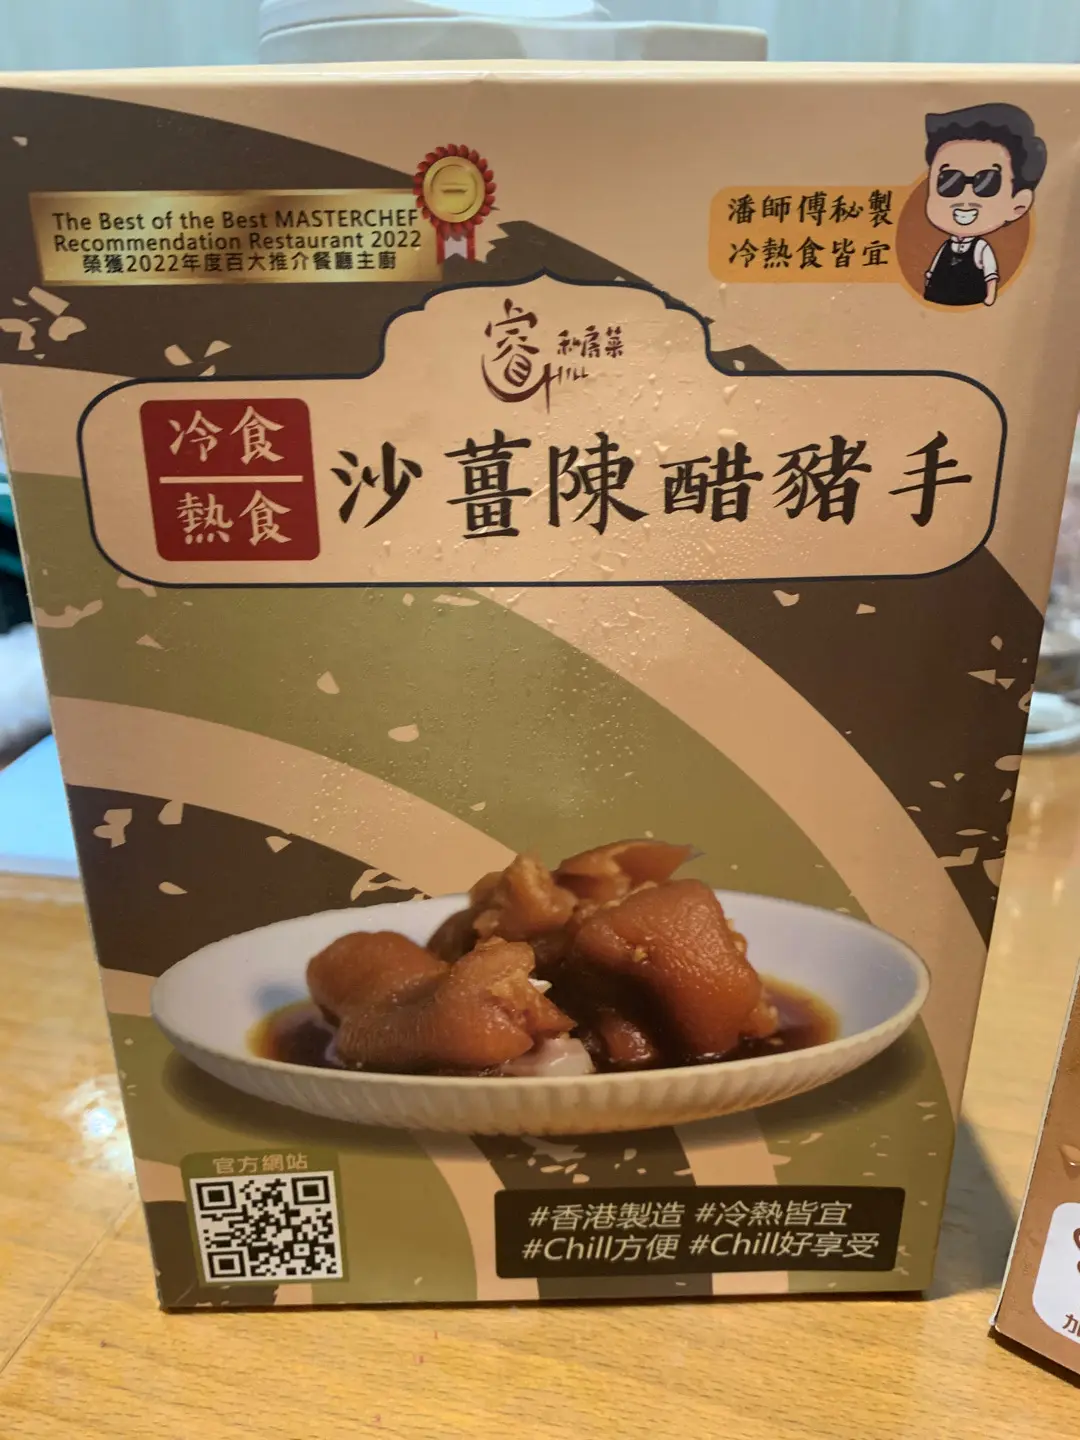 The Best of the Best MASTERCHEF
Recommendation Restaurant 2022
榮獲2022年度百大推介餐廳主廚
潘師傅秘製
冷熱食皆宜
睿 私房菜
HILL
冷食
熱食
沙薑陳醋豬手
官方網站
#香港製造 #冷熱皆宜
#Chill方便 #Chill好享受
加